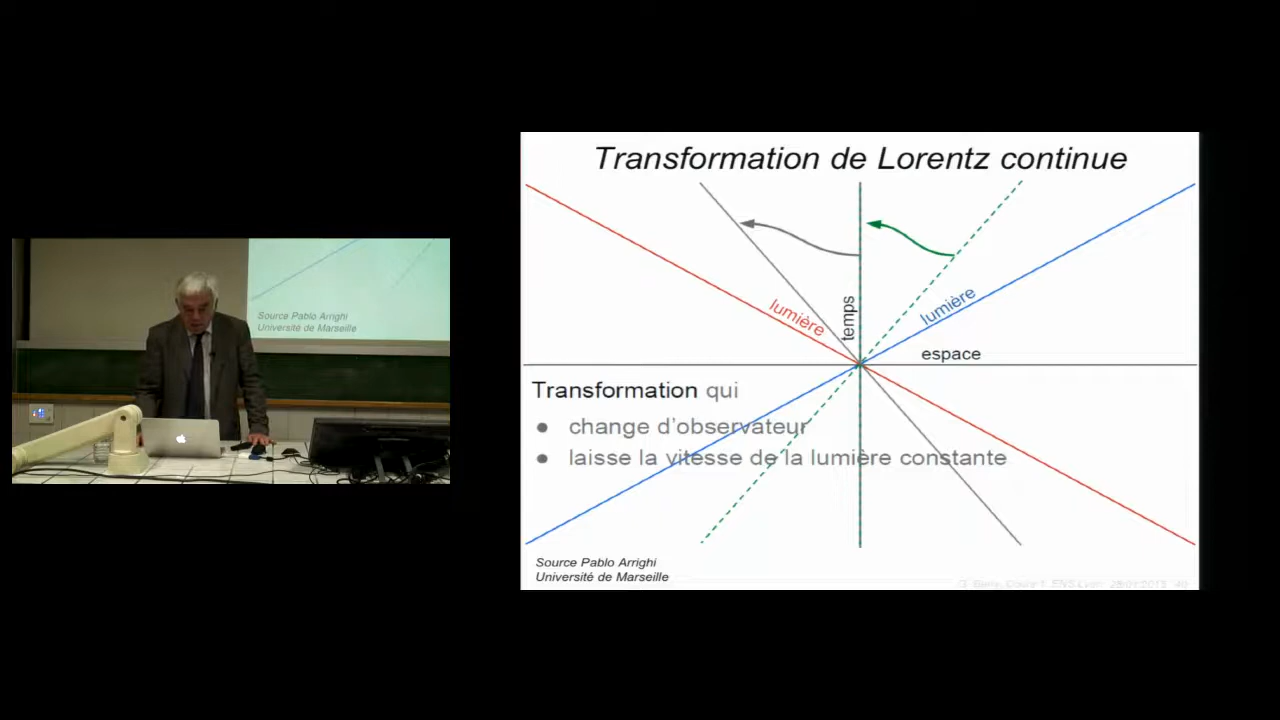 Source Pablo Arrighi
Université de Marseille
Transformation de Lorentz continue
lumière
temps
lumière
espace
Transformation qui
● change d'observateur
● laisse la vitesse de la lumière constante
Source Pablo Arrighi
Université de Marseille